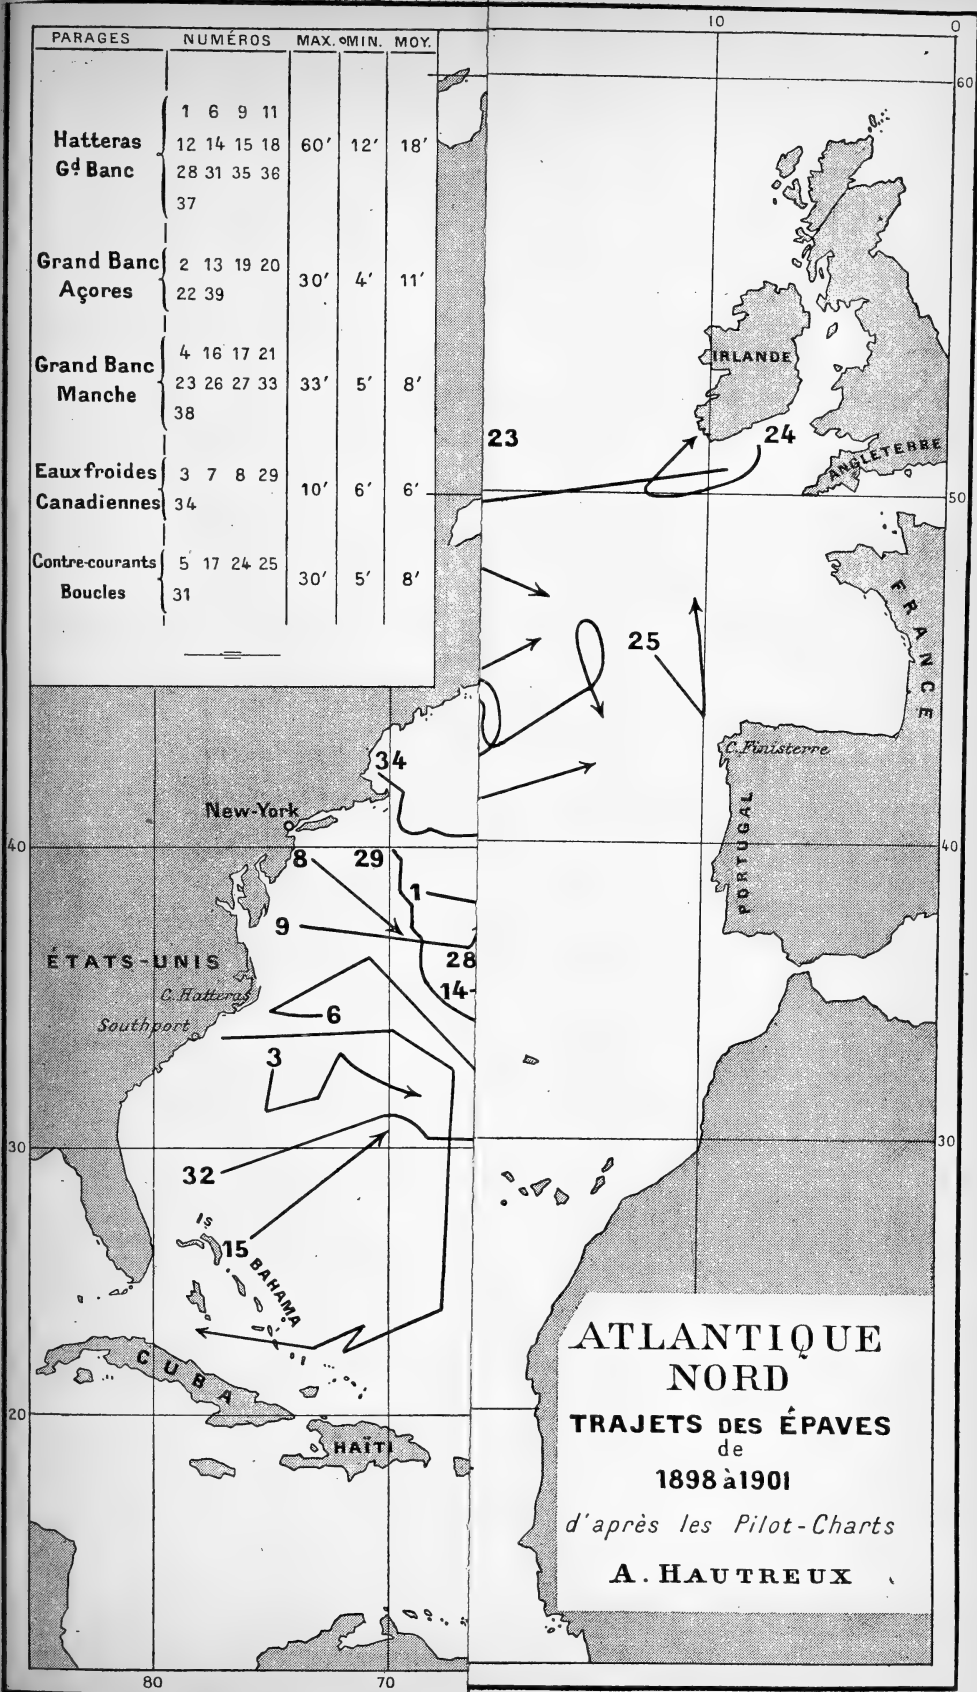 10 0
PARAGES NUMÉROS MAX. MIN. MOY.
1 6 9 11
Hatteras 12 14 15 18 60′ 12′ 18′
Gd Banc 28 31 35 36
37
Grand Banc 2 13 19 20
Açores 22 39 30′ 4′ 11′
4 16 17 21
Grand Banc
Manche 23 26 27 33 33′ 5′ 8′
38
Eaux froides 3 7 8 29
Canadiennes 34 10′ 6′ 6′
Contre-courants 5 17 24 25
Boucles 31 30′ 5′ 8′
60
IRLANDE
23
24
ANGLETERRE
50
FRANCE
25
C. Finisterre
34
New-York
40
8 29
40
1
PORTUGAL
9
ÉTATS-UNIS
28
C. Hatteras
14
6
Southport
3
30
30
32
Is BAHAMA
15
CUBA
20
HAÏTI
ATLANTIQUE
NORD
TRAJETS DES ÉPAVES
de
1898 à 1901
d'après les Pilot-Charts
A. HAUTREUX
80 70